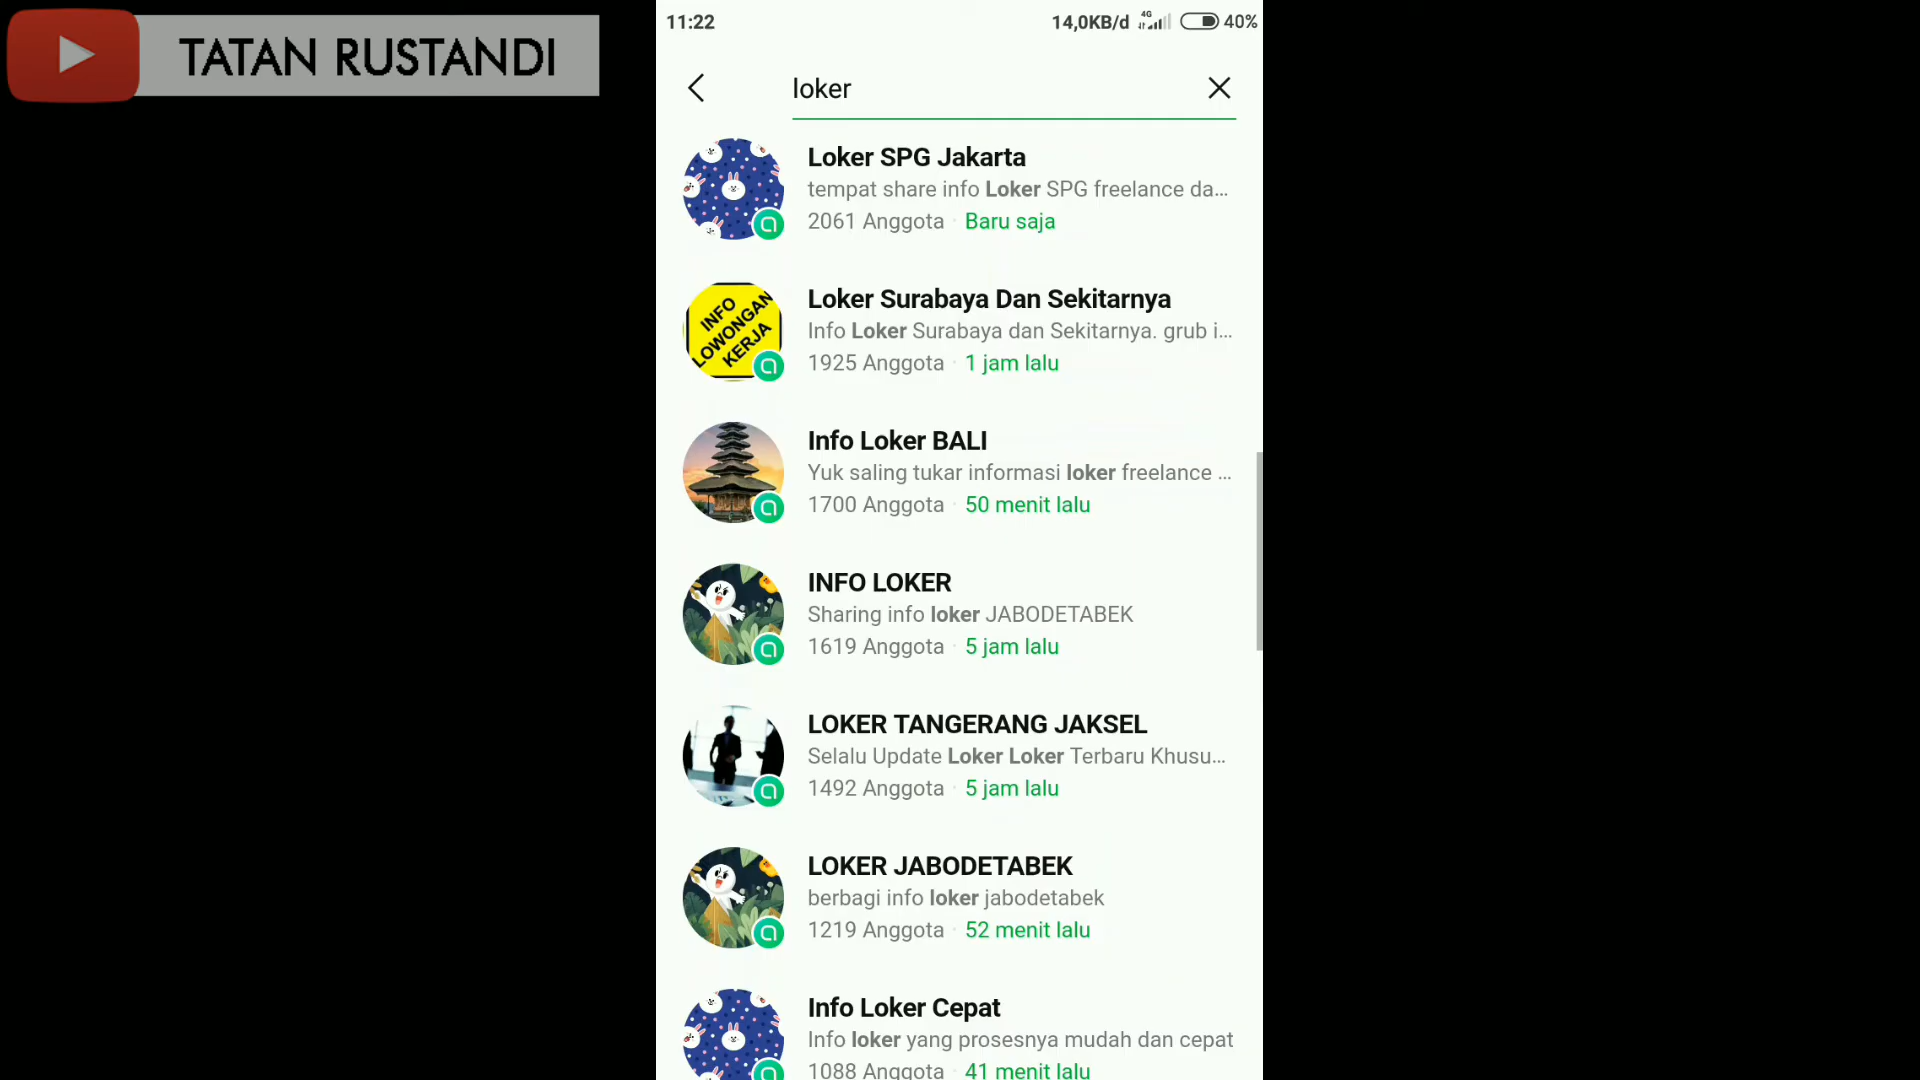 TATAN RUSTANDI
11:22
14,0KB/d 4G 40%
loker
Loker SPG Jakarta
tempat share info Loker SPG freelance da...
2061 Anggota · Baru saja
INFO
LOWONGAN
KERJA
Loker Surabaya Dan Sekitarnya
Info Loker Surabaya dan Sekitarnya. grub i...
1925 Anggota · 1 jam lalu
Info Loker BALI
Yuk saling tukar informasi loker freelance ...
1700 Anggota · 50 menit lalu
INFO LOKER
Sharing info loker JABODETABEK
1619 Anggota · 5 jam lalu
LOKER TANGERANG JAKSEL
Selalu Update Loker Loker Terbaru Khusu...
1492 Anggota · 5 jam lalu
LOKER JABODETABEK
berbagi info loker jabodetabek
1219 Anggota · 52 menit lalu
Info Loker Cepat
Info loker yang prosesnya mudah dan cepat
1088 Anggota · 41 menit lalu